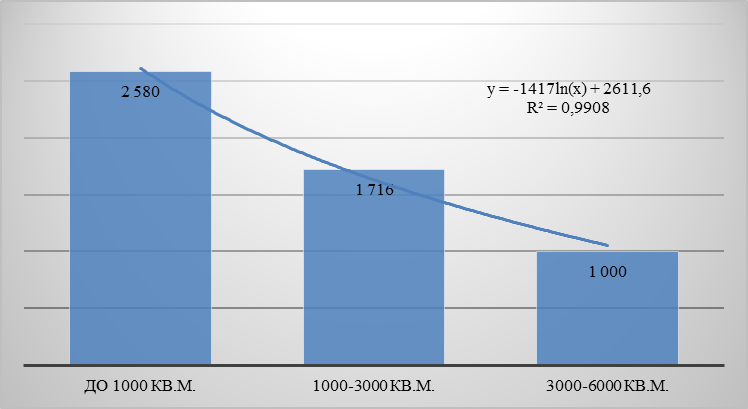 y = -1417ln(x) + 2611,6
R² = 0,9908
2 580
1 716
1 000
ДО 1000 КВ.М.
1000-3000 КВ.М.
3000-6000 КВ.М.